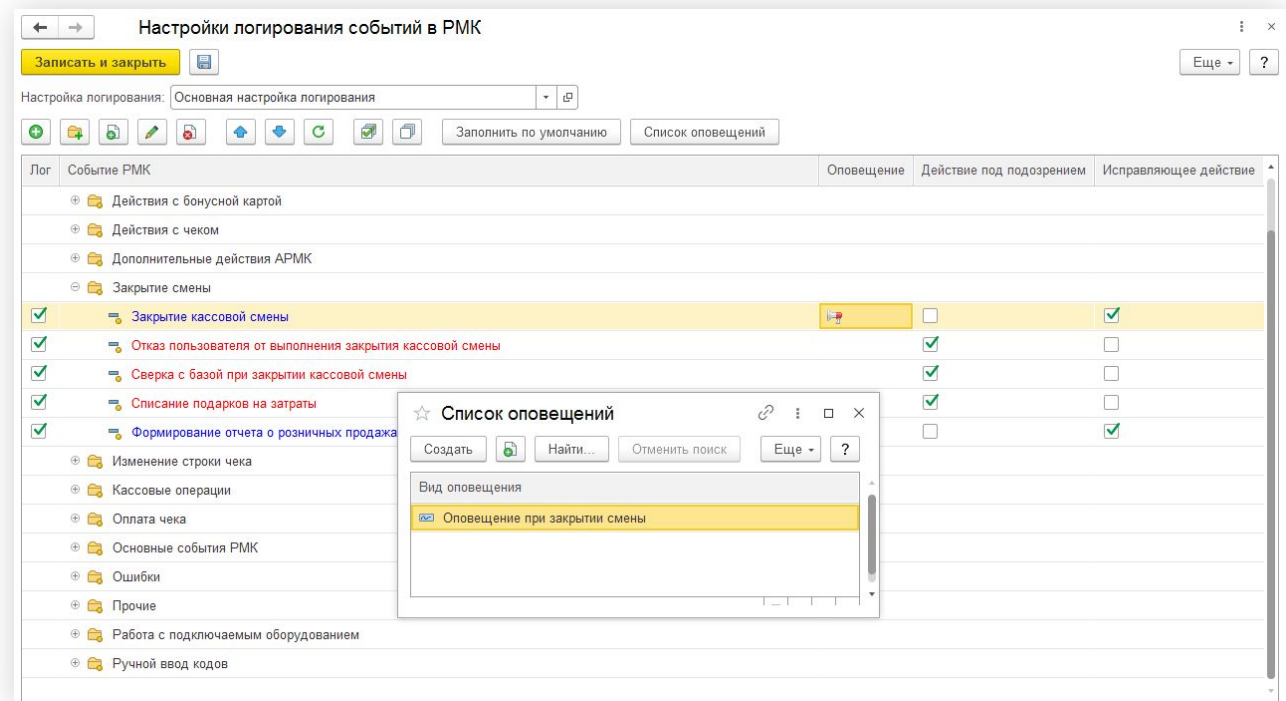 Настройки логирования событий в РМК
Записать и закрыть
Еще
?
Настройка логирования: Основная настройка логирования
Заполнить по умолчанию
Список оповещений
Лог Событие РМК Оповещение Действие под подозрением Исправляющее действие
Действия с бонусной картой
Действия с чеком
Дополнительные действия АРМК
Закрытие смены
Закрытие кассовой смены
Отказ пользователя от выполнения закрытия кассовой смены
Сверка с базой при закрытии кассовой смены
Списание подарков на затраты
Формирование отчета о розничных продажа
Изменение строки чека
Кассовые операции
Оплата чека
Основные события РМК
Ошибки
Прочие
Работа с подключаемым оборудованием
Ручной ввод кодов
Список оповещений
Создать
Найти...
Отменить поиск
Еще
?
Вид оповещения
Оповещение при закрытии смены